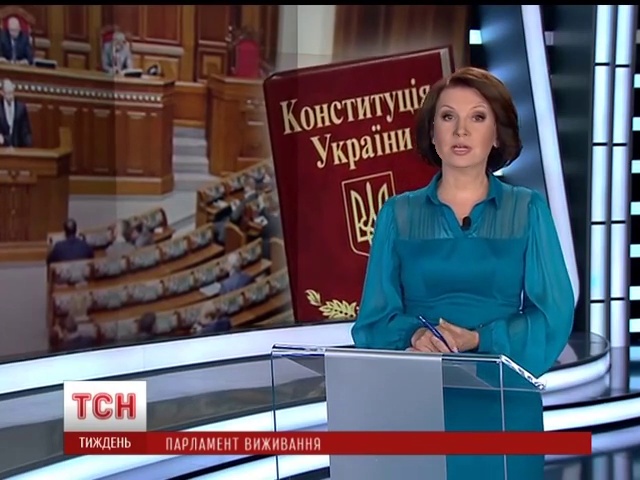 Конституція
України
ТСН
ТИЖДЕНЬ
ПАРЛАМЕНТ ВИЖИВАННЯ